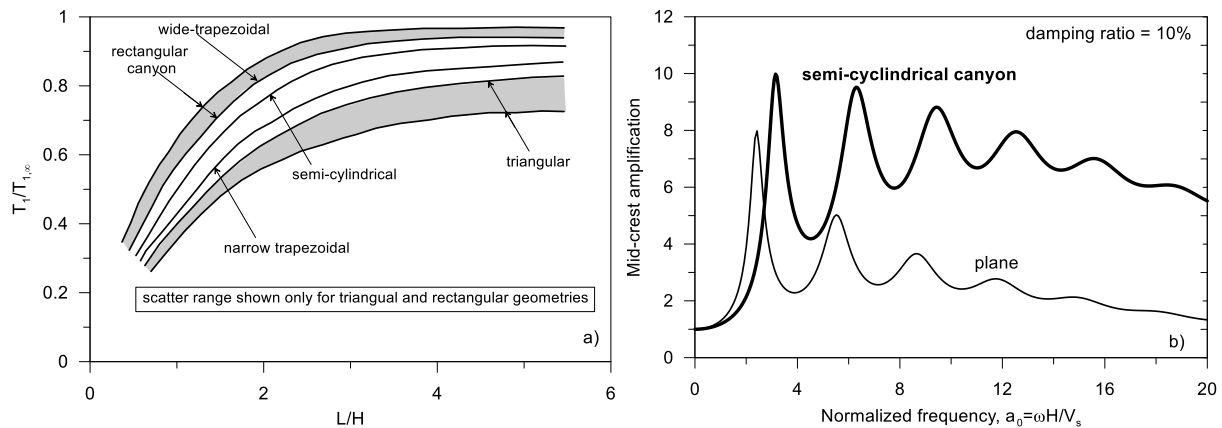 1
0.8
0.6
0.4
0.2
0
T1/T1,∞
0
2
4
6
L/H
wide-trapezoidal
rectangular
canyon
semi-cylindrical
triangular
narrow trapezoidal
scatter range shown only for triangual and rectangular geometries
a)
12
10
8
6
4
2
0
Mid-crest amplification
0
4
8
12
16
20
Normalized frequency, a0=ωH/Vs
damping ratio = 10%
semi-cyclindrical canyon
plane
b)